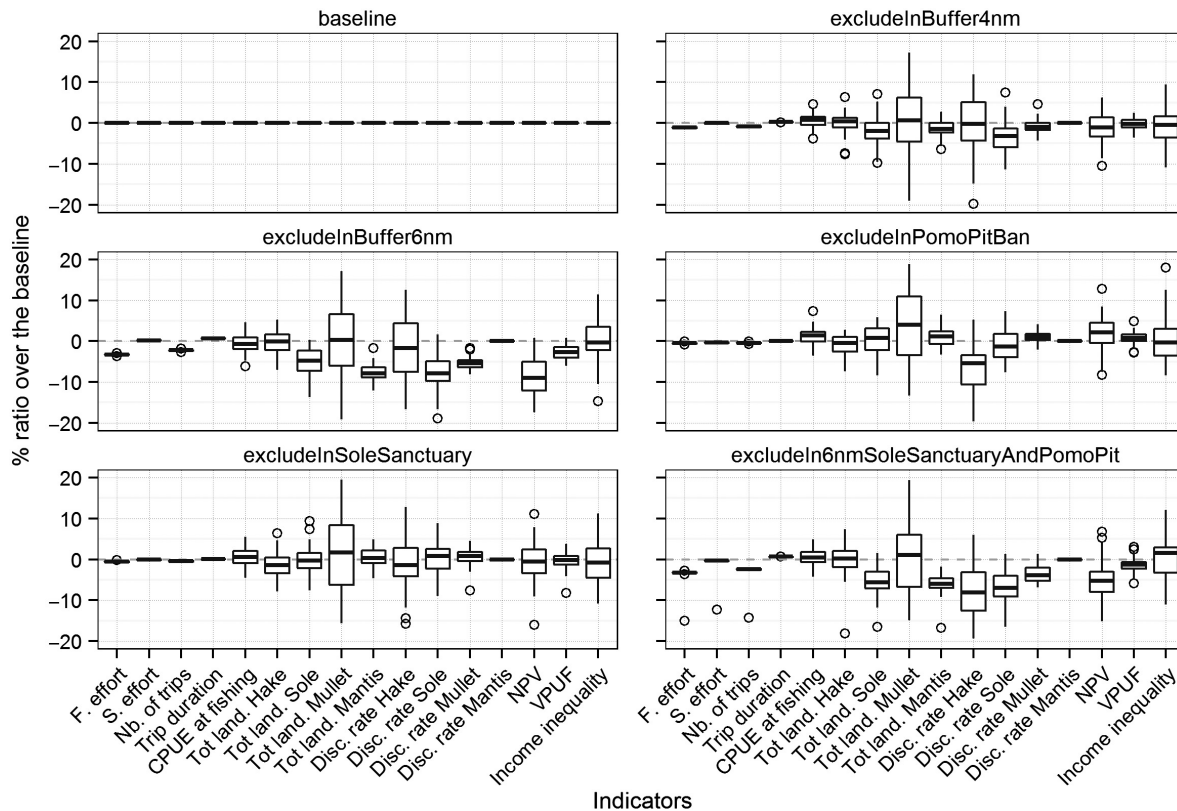 baseline
excludeInBuffer4nm
20
10
0
−10
−20
excludeInBuffer6nm
excludeInPomoPitBan
20
10
0
−10
−20
excludeInSoleSanctuary
excludeIn6nmSoleSanctuaryAndPomoPit
20
10
0
−10
−20
% ratio over the baseline
F. effort
S. effort
Nb. of trips
Trip duration
CPUE at fishing
Tot land. Hake
Tot land. Sole
Tot land. Mullet
Tot land. Mantis
Disc. rate Hake
Disc. rate Sole
Disc. rate Mullet
Disc. rate Mantis
NPV
VPUF
Income inequality
F. effort
S. effort
Nb. of trips
Trip duration
CPUE at fishing
Tot land. Hake
Tot land. Sole
Tot land. Mullet
Tot land. Mantis
Disc. rate Hake
Disc. rate Sole
Disc. rate Mullet
Disc. rate Mantis
NPV
VPUF
Income inequality
Indicators